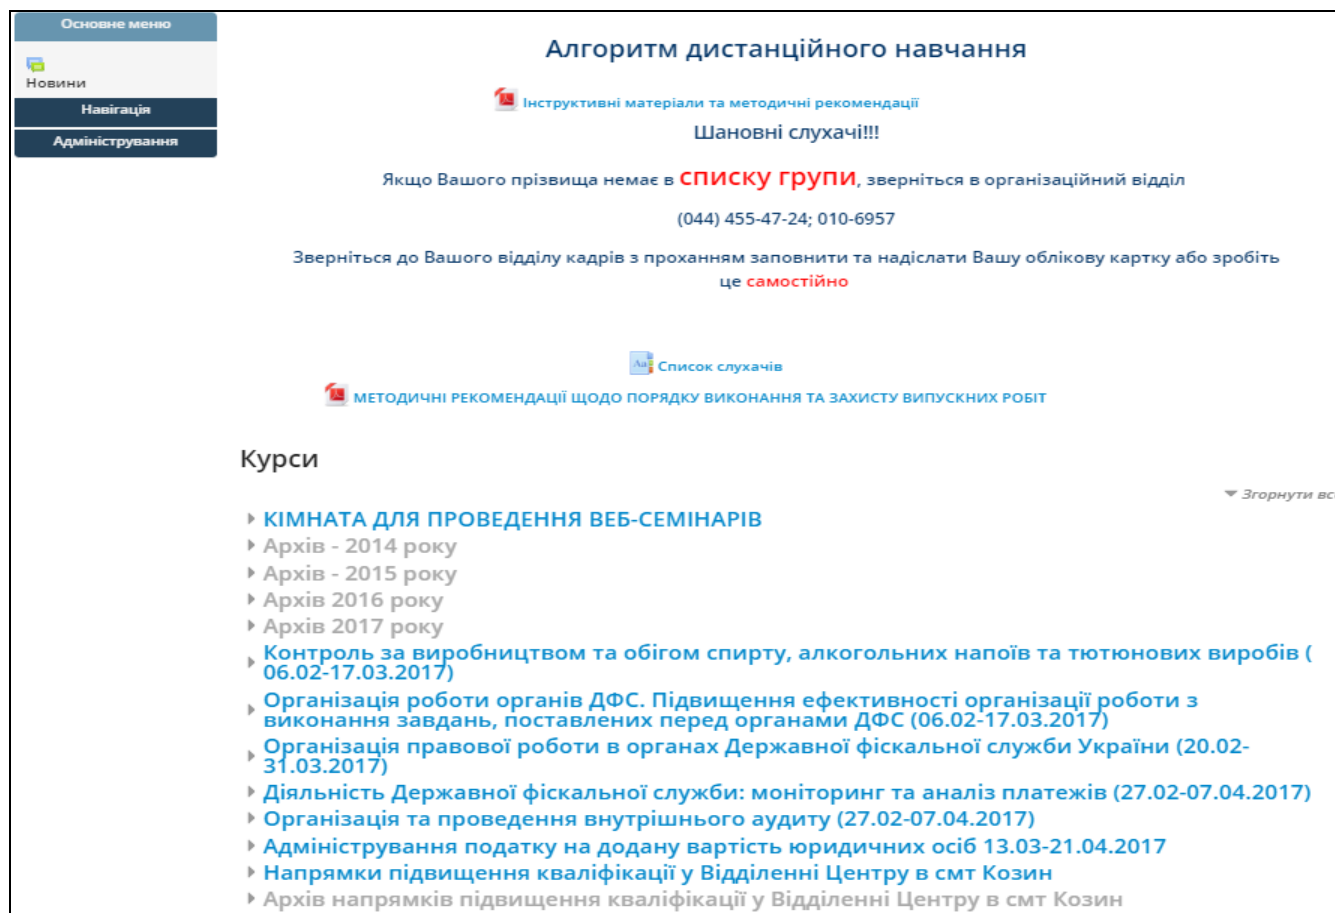 Основне меню
Новини
Навігація
Адміністрування
Алгоритм дистанційного навчання
Інструктивні матеріали та методичні рекомендації
Шановні слухачі!!!
Якщо Вашого прізвища немає в списку групи, зверніться в організаційний відділ
(044) 455-47-24; 010-6957
Зверніться до Вашого відділу кадрів з проханням заповнити та надіслати Вашу облікову картку або зробіть
це самостійно
Список слухачів
МЕТОДИЧНІ РЕКОМЕНДАЦІЇ ЩОДО ПОРЯДКУ ВИКОНАННЯ ТА ЗАХИСТУ ВИПУСКНИХ РОБІТ
Курси
Згорнути всі
КІМНАТА ДЛЯ ПРОВЕДЕННЯ ВЕБ-СЕМІНАРІВ
Архів - 2014 року
Архів - 2015 року
Архів 2016 року
Архів 2017 року
Контроль за виробництвом та обігом спирту, алкогольних напоїв та тютюнових виробів (
06.02-17.03.2017)
Організація роботи органів ДФС. Підвищення ефективності організації роботи з
виконання завдань, поставлених перед органами ДФС (06.02-17.03.2017)
Організація правової роботи в органах Державної фіскальної служби України (20.02-
31.03.2017)
Діяльність Державної фіскальної служби: моніторинг та аналіз платежів (27.02-07.04.2017)
Організація та проведення внутрішнього аудиту (27.02-07.04.2017)
Адміністрування податку на додану вартість юридичних осіб 13.03-21.04.2017
Напрямки підвищення кваліфікації у Відділенні Центру в смт Козин
Архів напрямків підвищення кваліфікації у Відділенні Центру в смт Козин